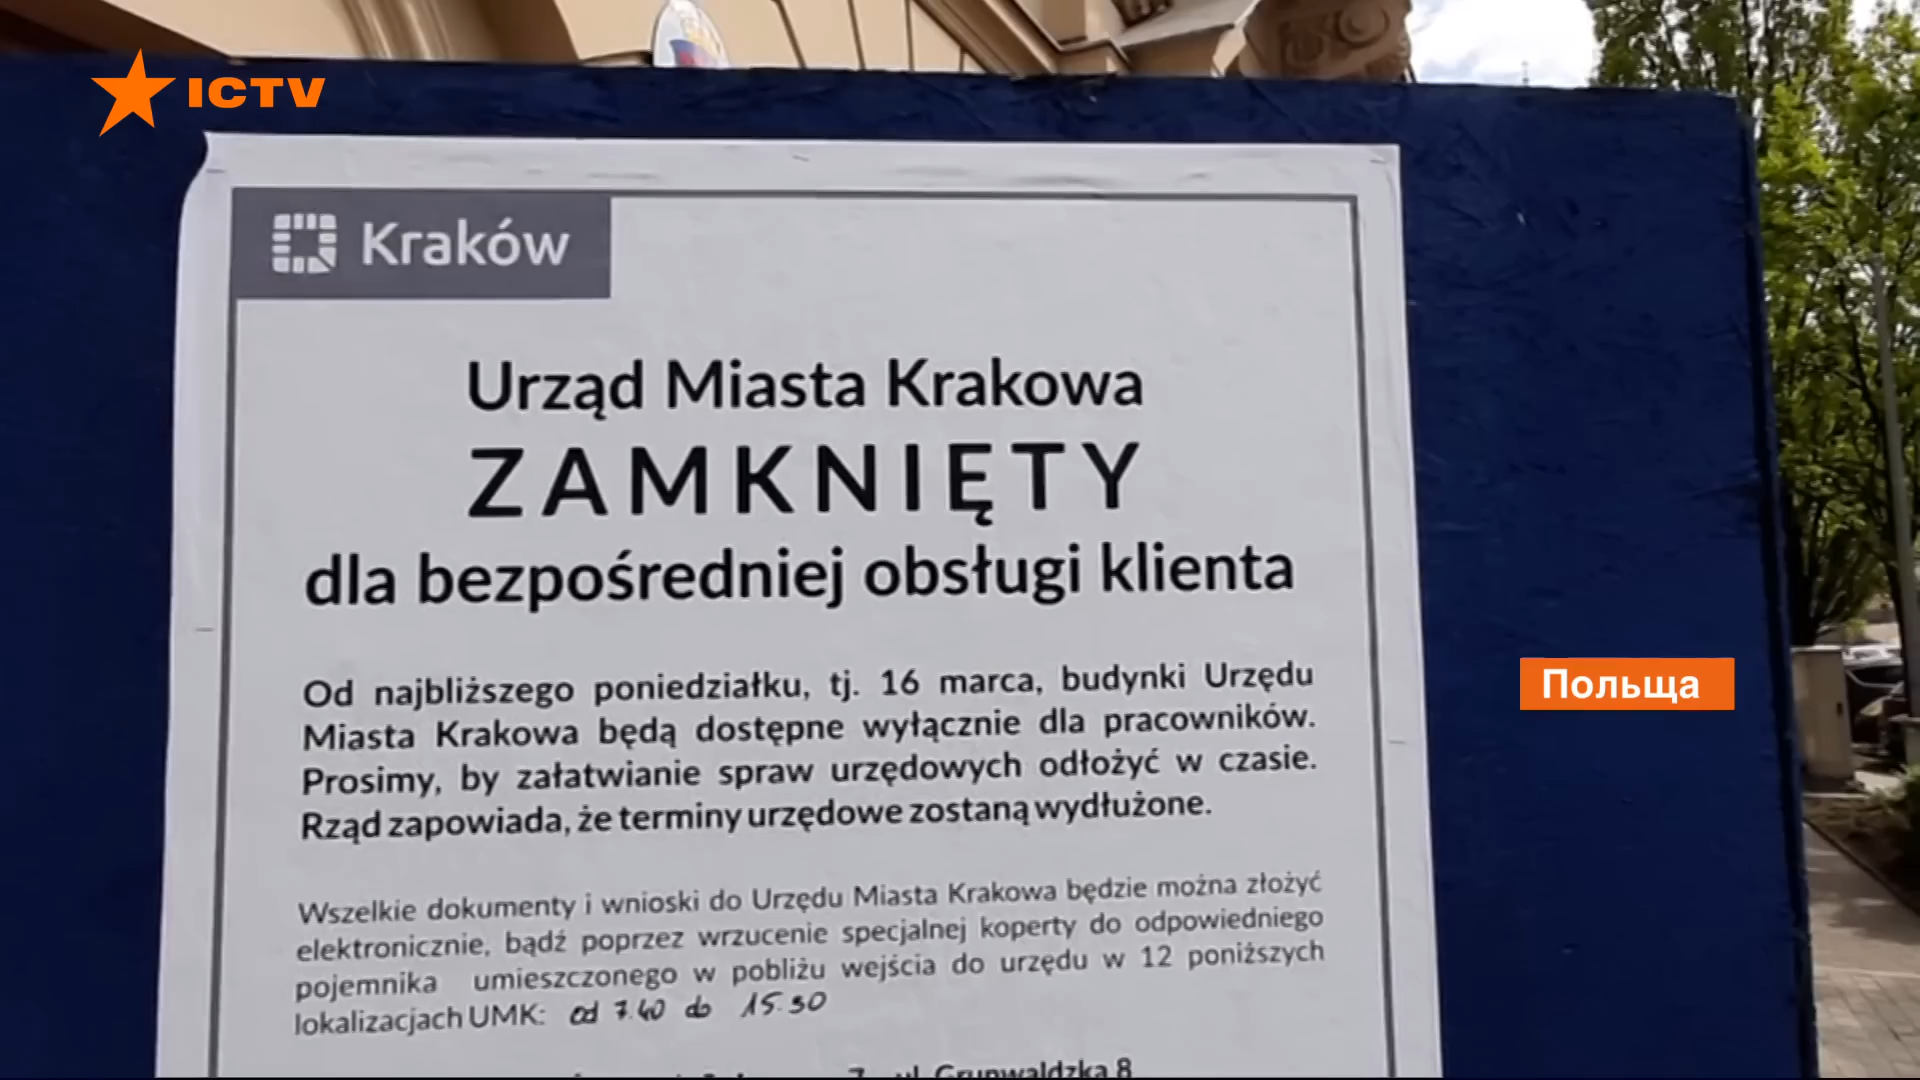 ICTV
Kraków
Urząd Miasta Krakowa
ZAMKNIĘTY
dla bezpośredniej obsługi klienta
Od najbliższego poniedziałku, tj. 16 marca, budynki Urzędu
Miasta Krakowa będą dostępne wyłącznie dla pracowników.
Prosimy, by załatwianie spraw urzędowych odłożyć w czasie.
Rząd zapowiada, że terminy urzędowe zostaną wydłużone.
Польща
Wszelkie dokumenty i wnioski do Urzędu Miasta Krakowa będzie można złożyć
elektronicznie, bądź poprzez wrzucenie specjalnej koperty do odpowiedniego
pojemnika umieszczonego w pobliżu wejścia do urzędu w 12 poniższych
lokalizacjach UMK: od 7.40 do 15.30
ul. Grunwaldzka 8